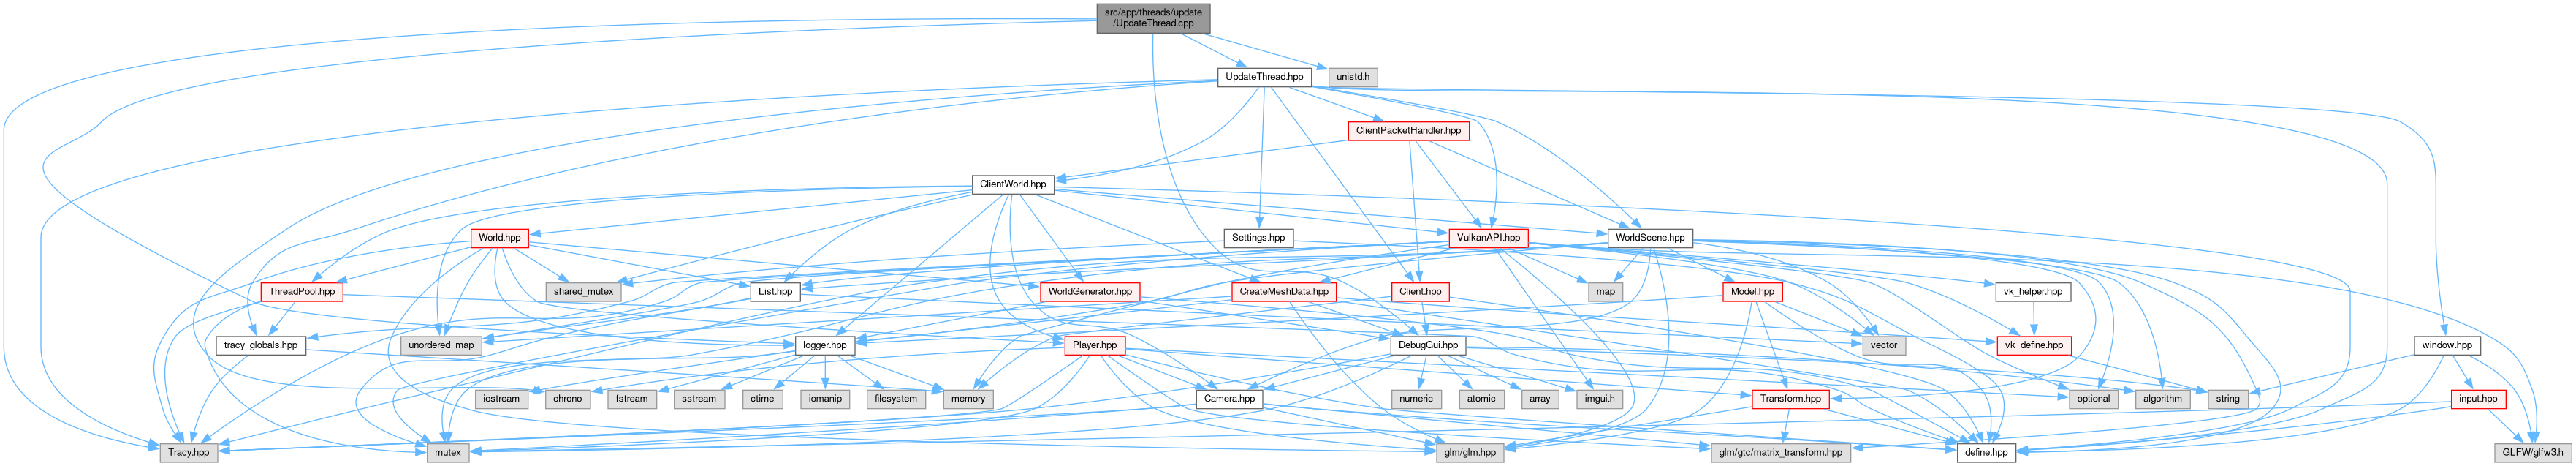 src/app/threads/update
/UpdateThread.cpp
UpdateThread.hpp
unistd.h
ClientPacketHandler.hpp
ClientWorld.hpp
World.hpp
Settings.hpp
VulkanAPI.hpp
WorldScene.hpp
ThreadPool.hpp
shared_mutex
List.hpp
WorldGenerator.hpp
CreateMeshData.hpp
Client.hpp
map
Model.hpp
vk_helper.hpp
tracy_globals.hpp
unordered_map
logger.hpp
Player.hpp
DebugGui.hpp
vector
vk_define.hpp
window.hpp
iostream
chrono
fstream
sstream
ctime
iomanip
filesystem
memory
Camera.hpp
numeric
atomic
array
imgui.h
Transform.hpp
optional
algorithm
string
input.hpp
Tracy.hpp
mutex
glm/glm.hpp
glm/gtc/matrix_transform.hpp
define.hpp
GLFW/glfw3.h